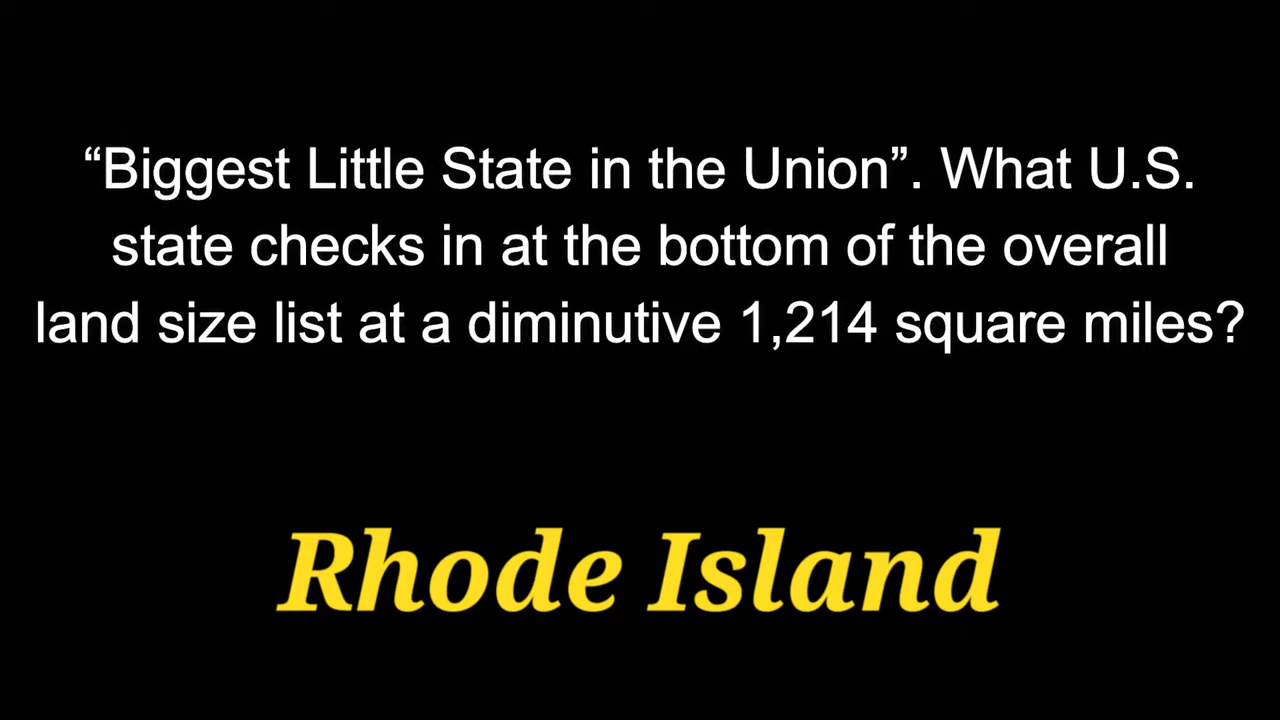 “Biggest Little State in the Union”. What U.S.
state checks in at the bottom of the overall
land size list at a diminutive 1,214 square miles?
Rhode Island